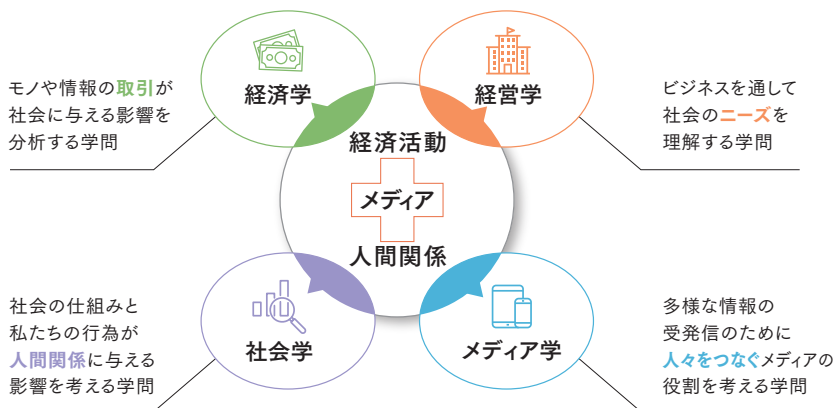 モノや情報の取引が
社会に与える影響を
分析する学問
経済学
経営学
ビジネスを通して
社会のニーズを
理解する学問
経済活動
メディア
人間関係
社会の仕組みと
私たちの行為が
人間関係に与える
影響を考える学問
社会学
メディア学
多様な情報の
受発信のために
人々をつなぐメディアの
役割を考える学問